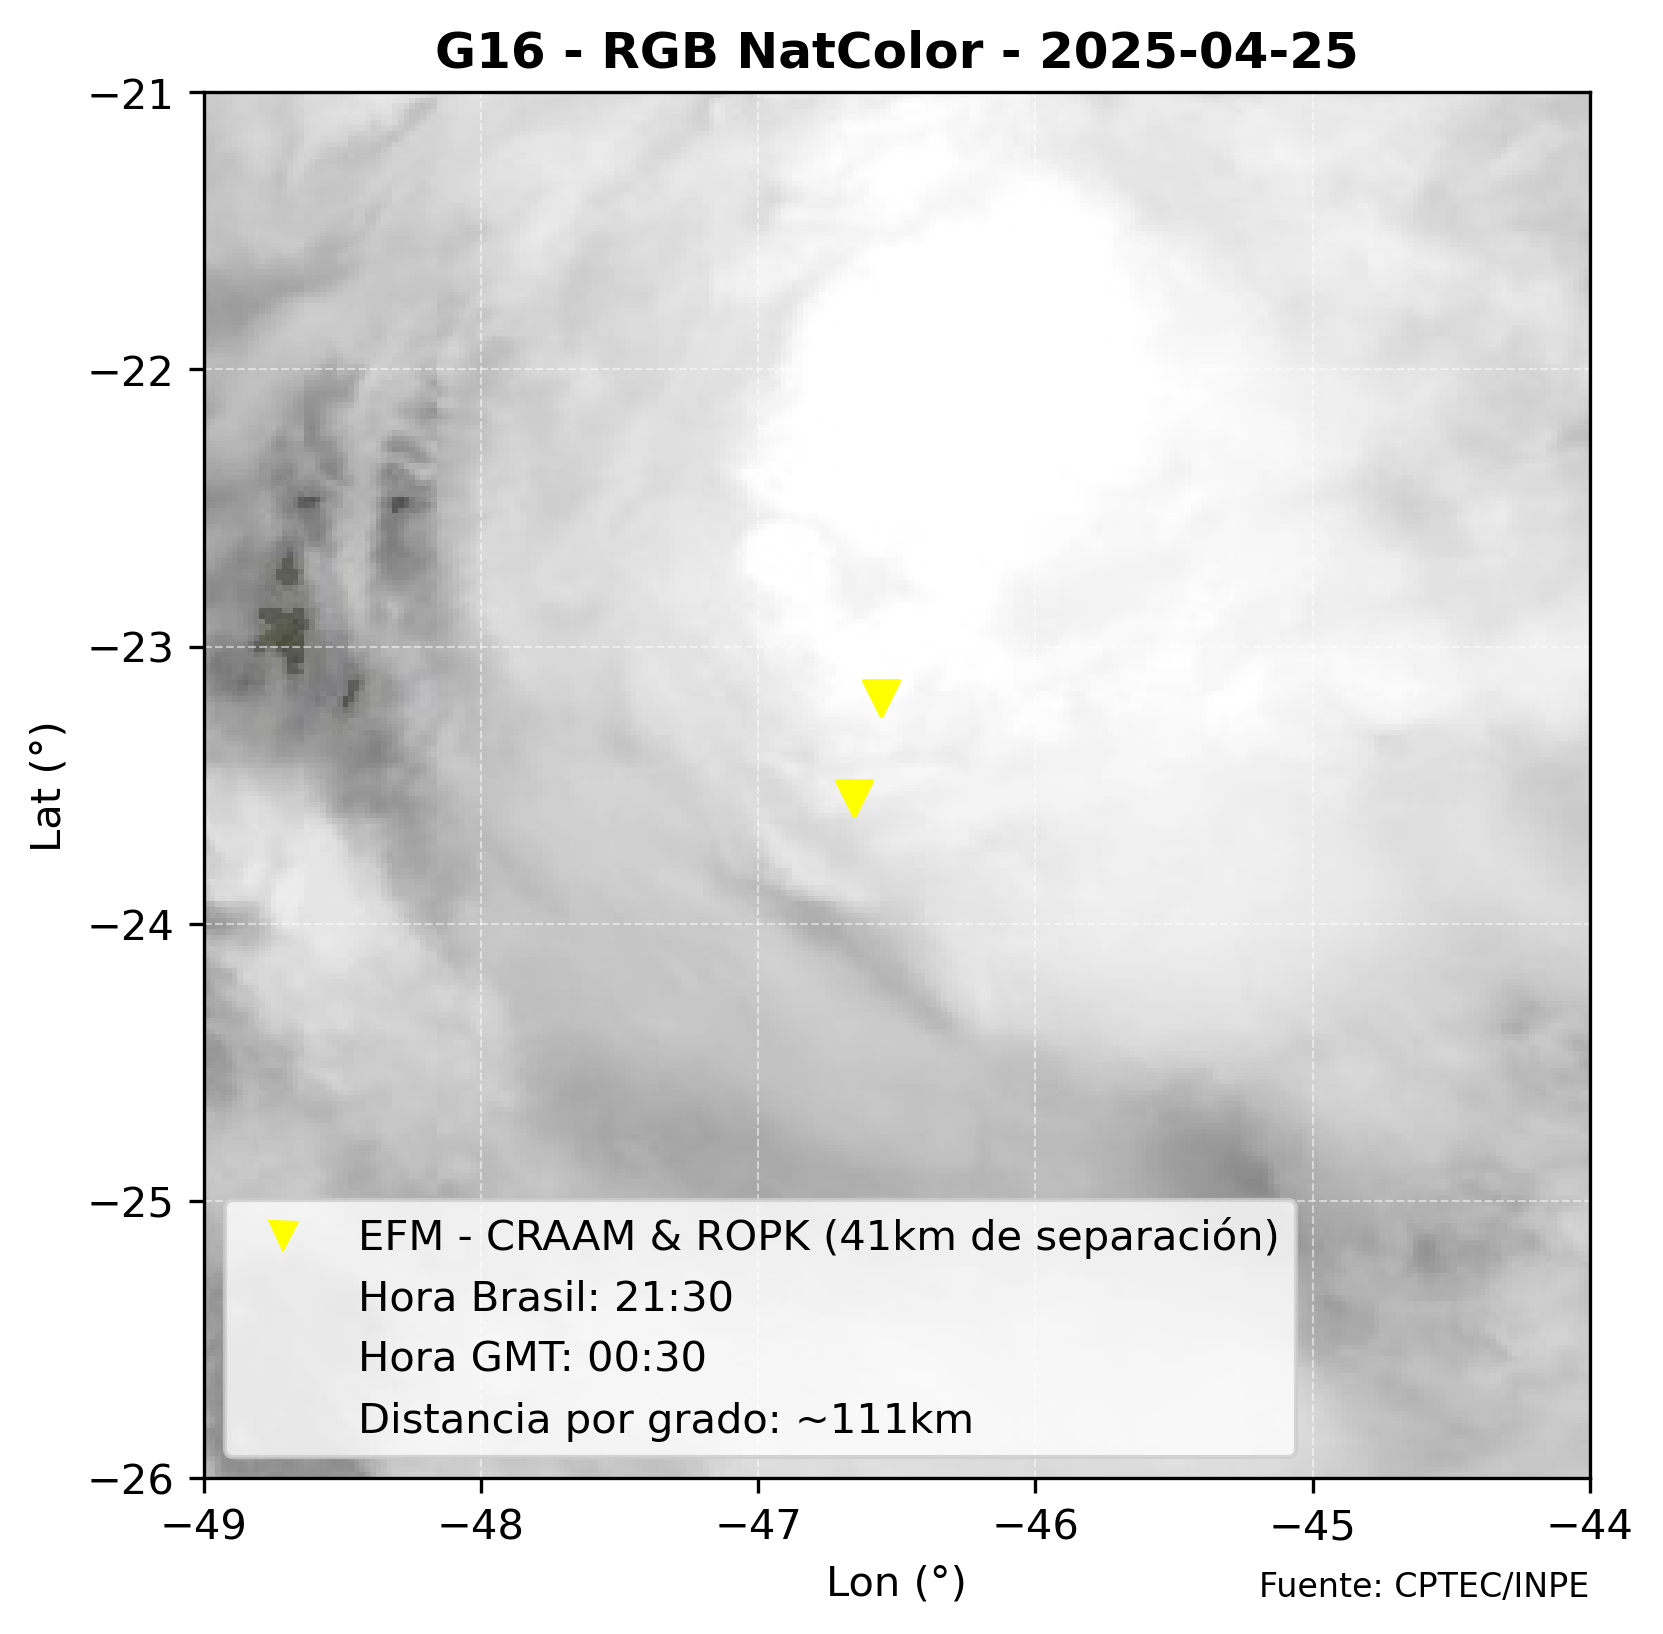 G16 - RGB NatColor - 2025-04-25
−21
−22
−23
−24
−25
−26
Lat (°)
EFM - CRAAM & ROPK (41km de separación)
Hora Brasil: 21:30
Hora GMT: 00:30
Distancia por grado: ~111km
−49 −48 −47 −46 −45 −44
Lon (°)
Fuente: CPTEC/INPE